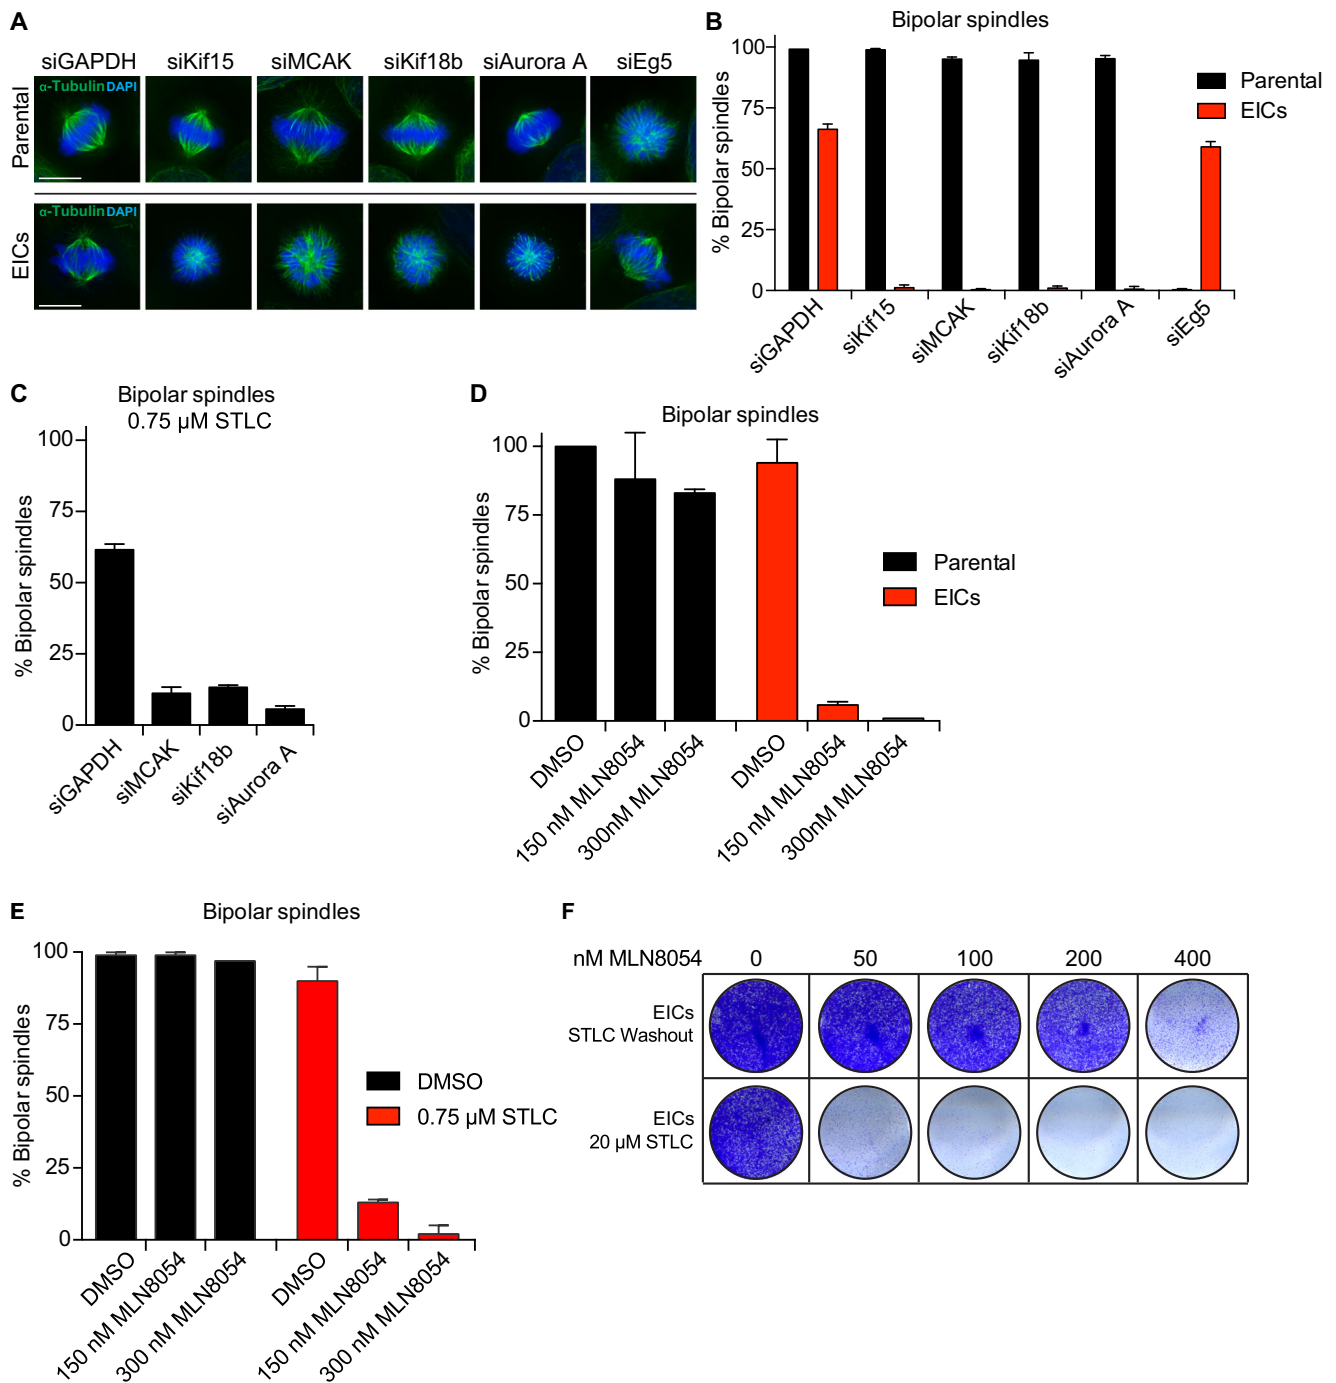 A
siGAPDH siKif15 siMCAK siKif18b siAurora A siEg5
Parental
α-Tubulin DAPI
EICs
α-Tubulin DAPI
B
Bipolar spindles
% Bipolar spindles
100
75
50
25
0
siGAPDH siKif15 siMCAK siKif18b siAurora A siEg5
Parental
EICs
C
Bipolar spindles
0.75 µM STLC
% Bipolar spindles
100
75
50
25
0
siGAPDH siMCAK siKif18b siAurora A
D
Bipolar spindles
% Bipolar spindles
100
75
50
25
0
DMSO 150 nM MLN8054 300nM MLN8054 DMSO 150 nM MLN8054 300nM MLN8054
Parental
EICs
E
Bipolar spindles
% Bipolar spindles
100
75
50
25
0
DMSO 150 nM MLN8054 300 nM MLN8054 DMSO 150 nM MLN8054 300 nM MLN8054
DMSO
0.75 µM STLC
F
nM MLN8054 0 50 100 200 400
EICs
STLC Washout
EICs
20 µM STLC